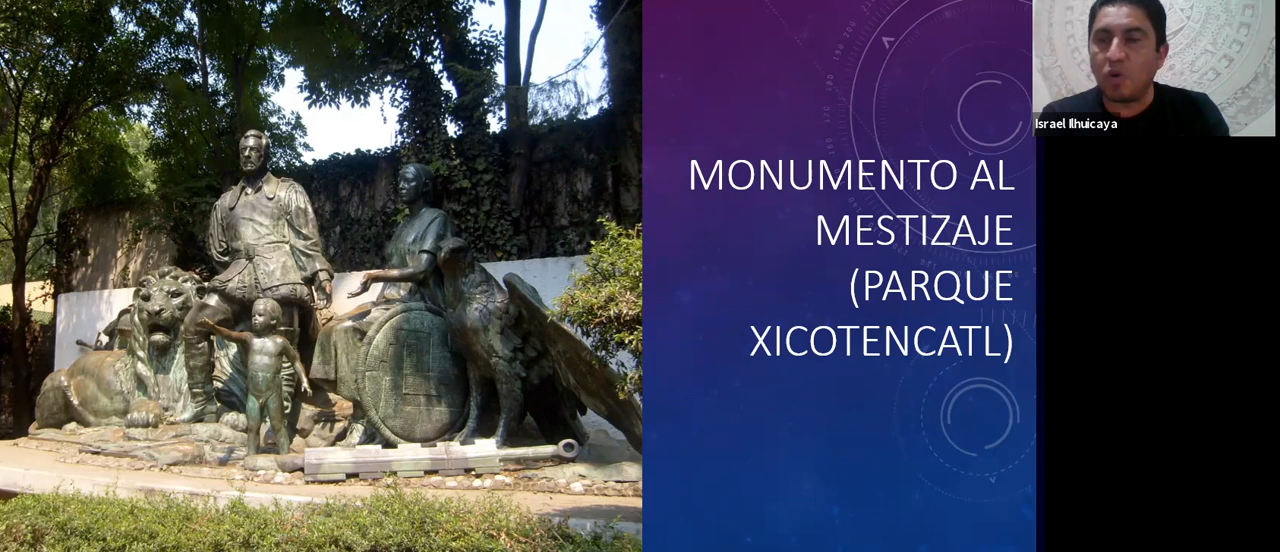 MONUMENTO AL
MESTIZAJE
(PARQUE
XICOTENCATL)
Israel Ilhuicaya